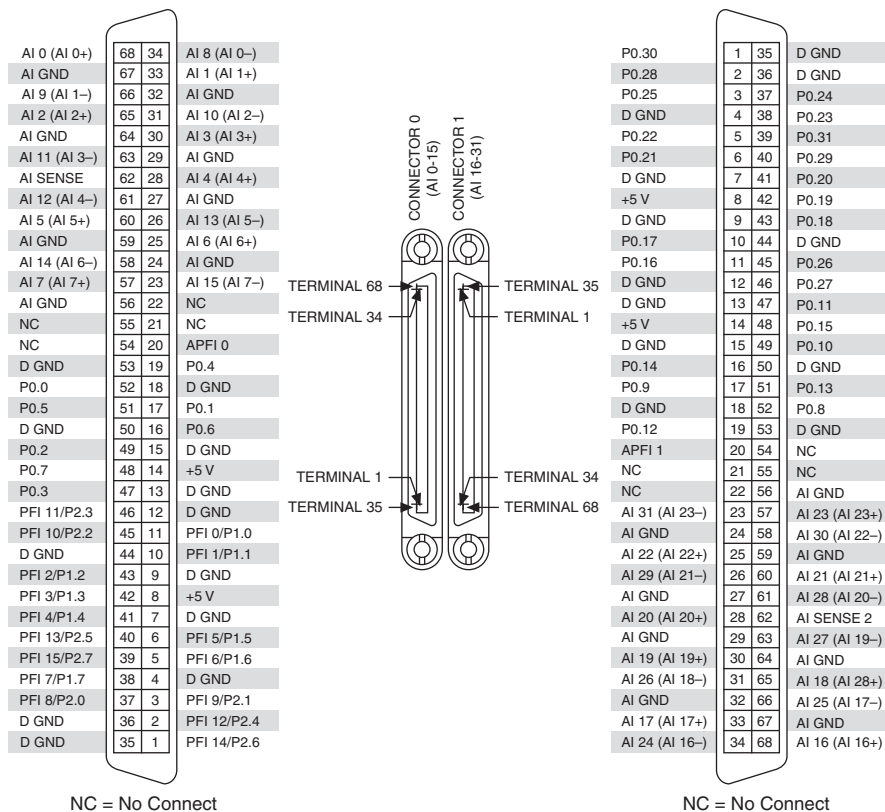 AI 0 (AI 0+) 68 34 AI 8 (AI 0–)
AI GND 67 33 AI 1 (AI 1+)
AI 9 (AI 1–) 66 32 AI GND
AI 2 (AI 2+) 65 31 AI 10 (AI 2–)
AI GND 64 30 AI 3 (AI 3+)
AI 11 (AI 3–) 63 29 AI GND
AI SENSE 62 28 AI 4 (AI 4+)
AI 12 (AI 4–) 61 27 AI GND
AI 5 (AI 5+) 60 26 AI 13 (AI 5–)
AI GND 59 25 AI 6 (AI 6+)
AI 14 (AI 6–) 58 24 AI GND
AI 7 (AI 7+) 57 23 AI 15 (AI 7–)
AI GND 56 22 NC
NC 55 21 NC
NC 54 20 APFI 0
D GND 53 19 P0.4
P0.0 52 18 D GND
P0.5 51 17 P0.1
D GND 50 16 P0.6
P0.2 49 15 D GND
P0.7 48 14 +5 V
P0.3 47 13 D GND
PFI 11/P2.3 46 12 D GND
PFI 10/P2.2 45 11 PFI 0/P1.0
D GND 44 10 PFI 1/P1.1
PFI 2/P1.2 43 9 D GND
PFI 3/P1.3 42 8 +5 V
PFI 4/P1.4 41 7 D GND
PFI 13/P2.5 40 6 PFI 5/P1.5
PFI 15/P2.7 39 5 PFI 6/P1.6
PFI 7/P1.7 38 4 D GND
PFI 8/P2.0 37 3 PFI 9/P2.1
D GND 36 2 PFI 12/P2.4
D GND 35 1 PFI 14/P2.6
NC = No Connect
CONNECTOR 0
(AI 0-15)
CONNECTOR 1
(AI 16-31)
TERMINAL 68
TERMINAL 34
TERMINAL 35
TERMINAL 1
TERMINAL 1
TERMINAL 35
TERMINAL 34
TERMINAL 68
P0.30 1 35 D GND
P0.28 2 36 D GND
P0.25 3 37 P0.24
D GND 4 38 P0.23
P0.22 5 39 P0.31
P0.21 6 40 P0.29
D GND 7 41 P0.20
+5 V 8 42 P0.19
D GND 9 43 P0.18
P0.17 10 44 D GND
P0.16 11 45 P0.26
D GND 12 46 P0.27
D GND 13 47 P0.11
+5 V 14 48 P0.15
D GND 15 49 P0.10
P0.14 16 50 D GND
P0.9 17 51 P0.13
D GND 18 52 P0.8
P0.12 19 53 D GND
APFI 1 20 54 NC
NC 21 55 NC
NC 22 56 AI GND
AI 31 (AI 23–) 23 57 AI 23 (AI 23+)
AI GND 24 58 AI 30 (AI 22–)
AI 22 (AI 22+) 25 59 AI GND
AI 29 (AI 21–) 26 60 AI 21 (AI 21+)
AI GND 27 61 AI 28 (AI 20–)
AI 20 (AI 20+) 28 62 AI SENSE 2
AI GND 29 63 AI 27 (AI 19–)
AI 19 (AI 19+) 30 64 AI GND
AI 26 (AI 18–) 31 65 AI 18 (AI 28+)
AI GND 32 66 AI 25 (AI 17–)
AI 17 (AI 17+) 33 67 AI GND
AI 24 (AI 16–) 34 68 AI 16 (AI 16+)
NC = No Connect